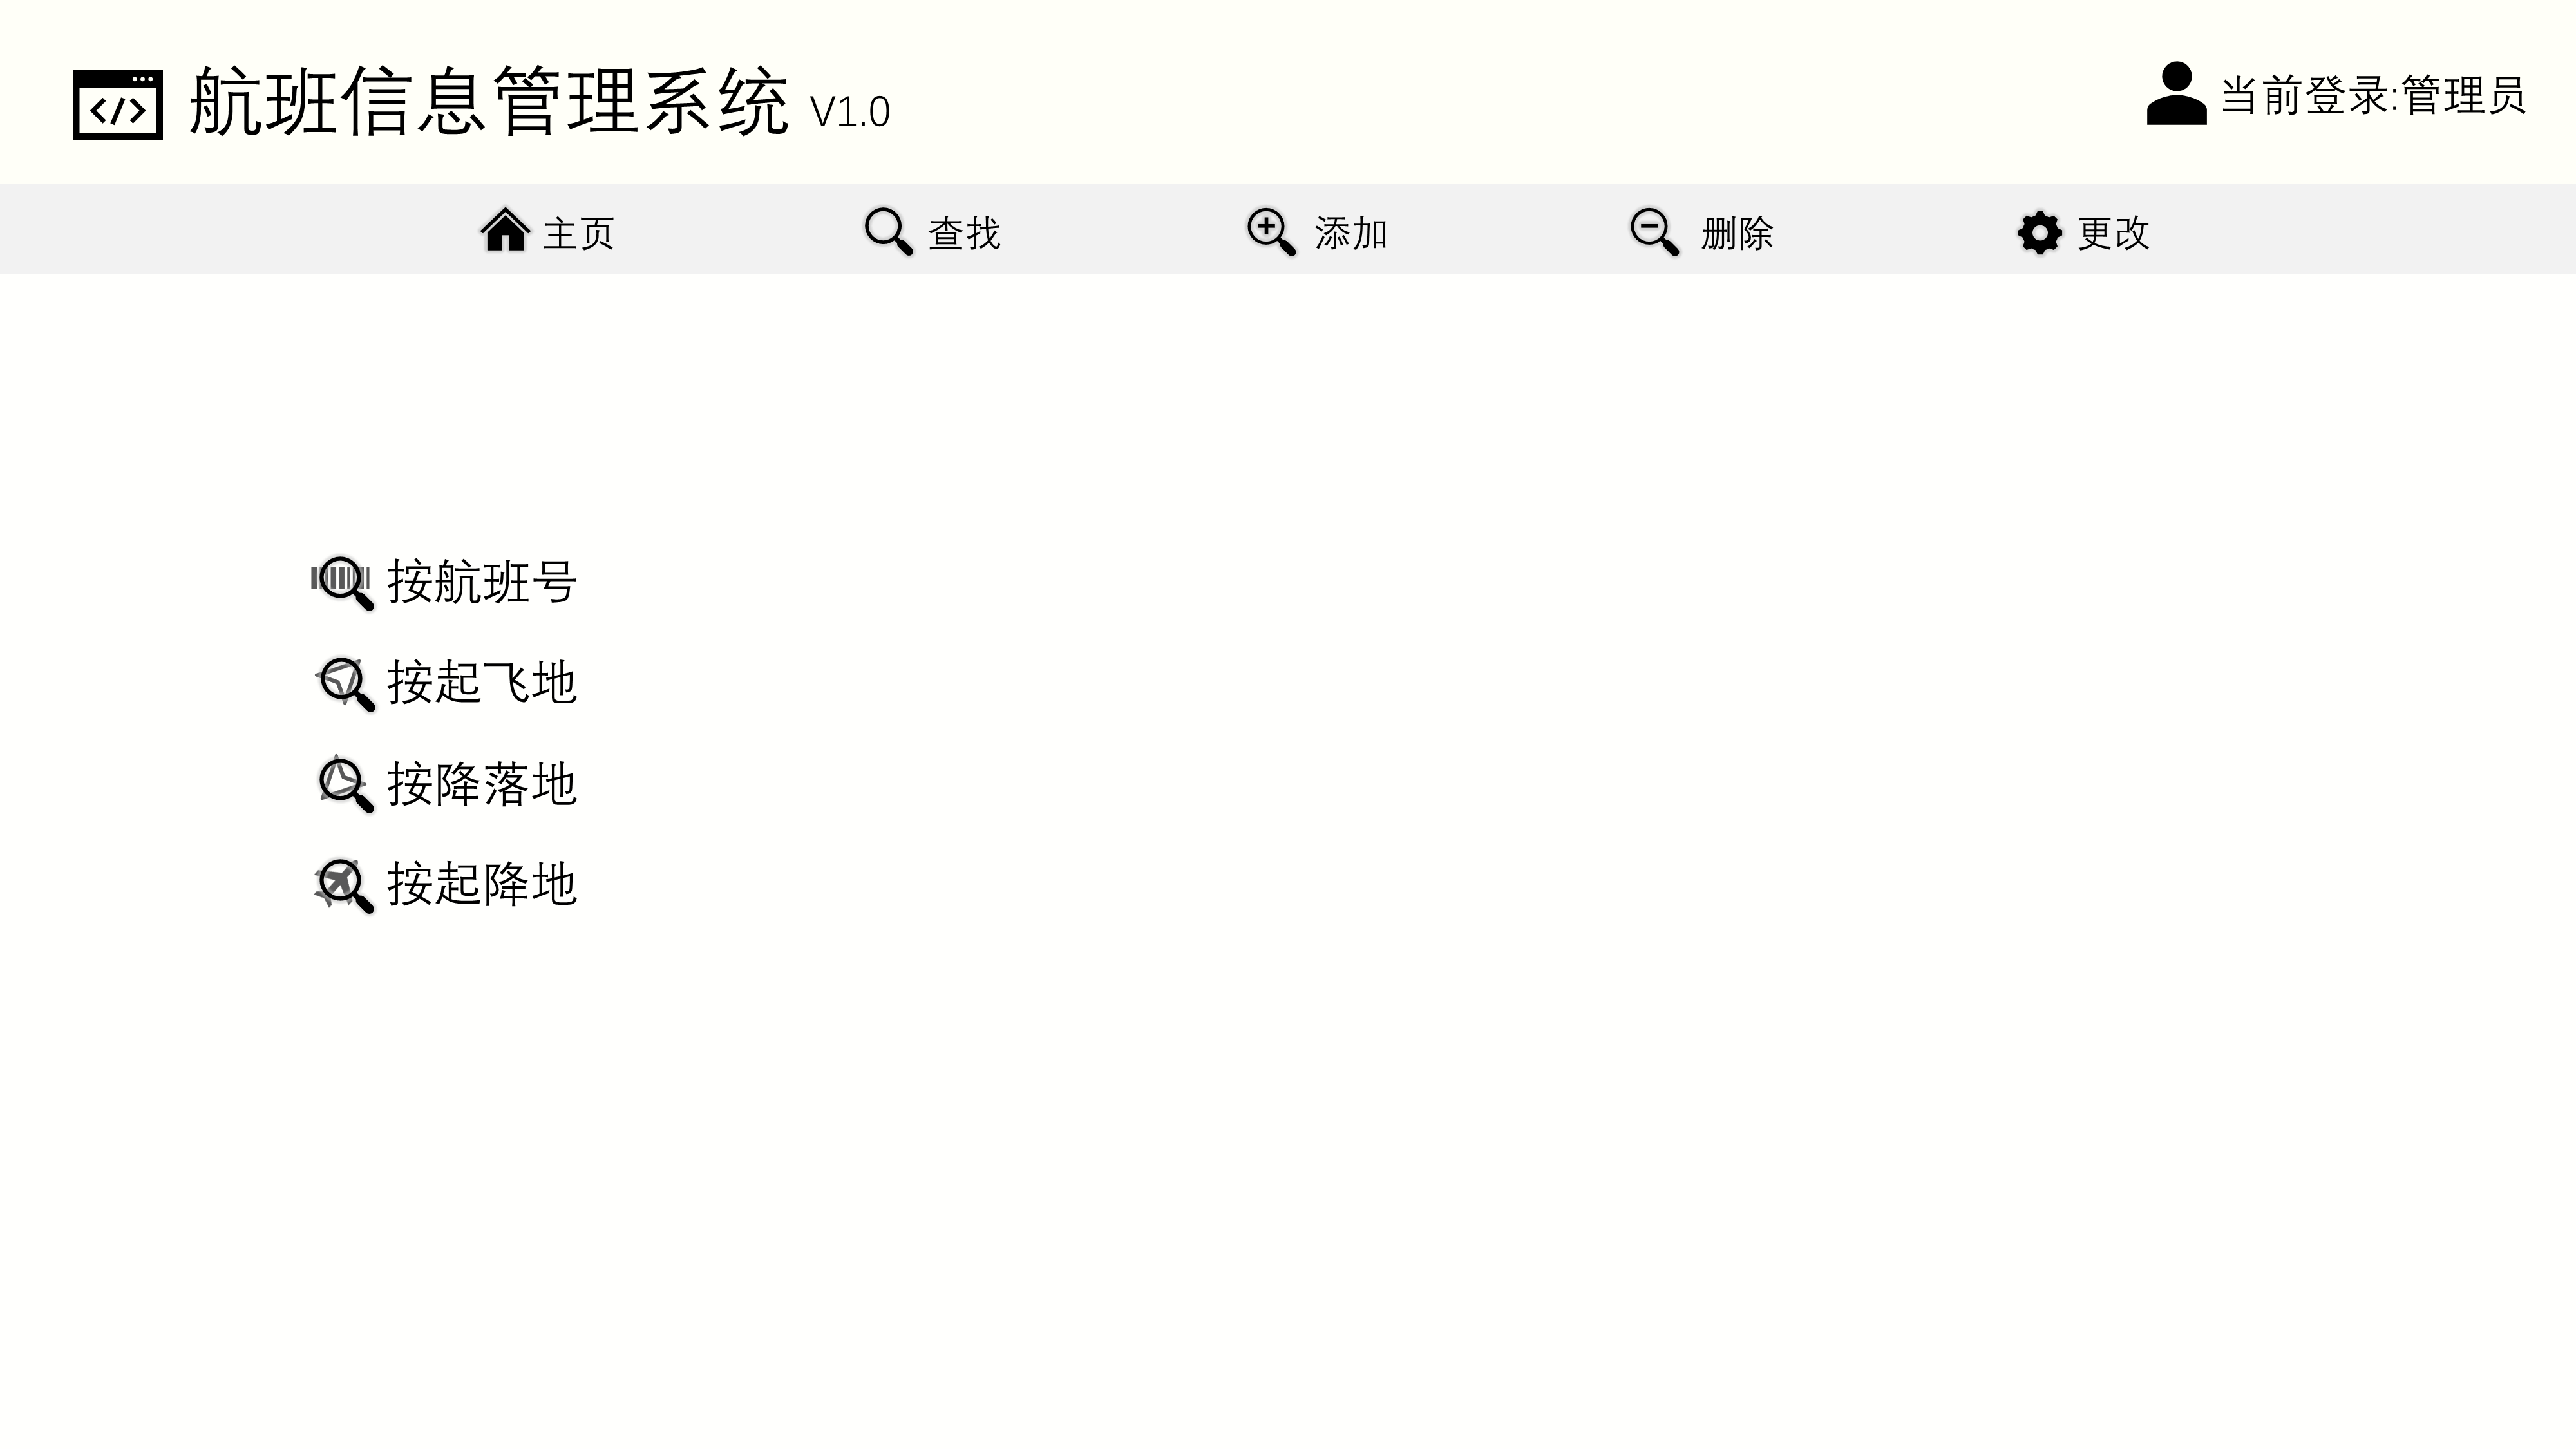 航班信息管理系统 V1.0
当前登录:管理员
主页 查找 添加 删除 更改
按航班号
按起飞地
按降落地
按起降地